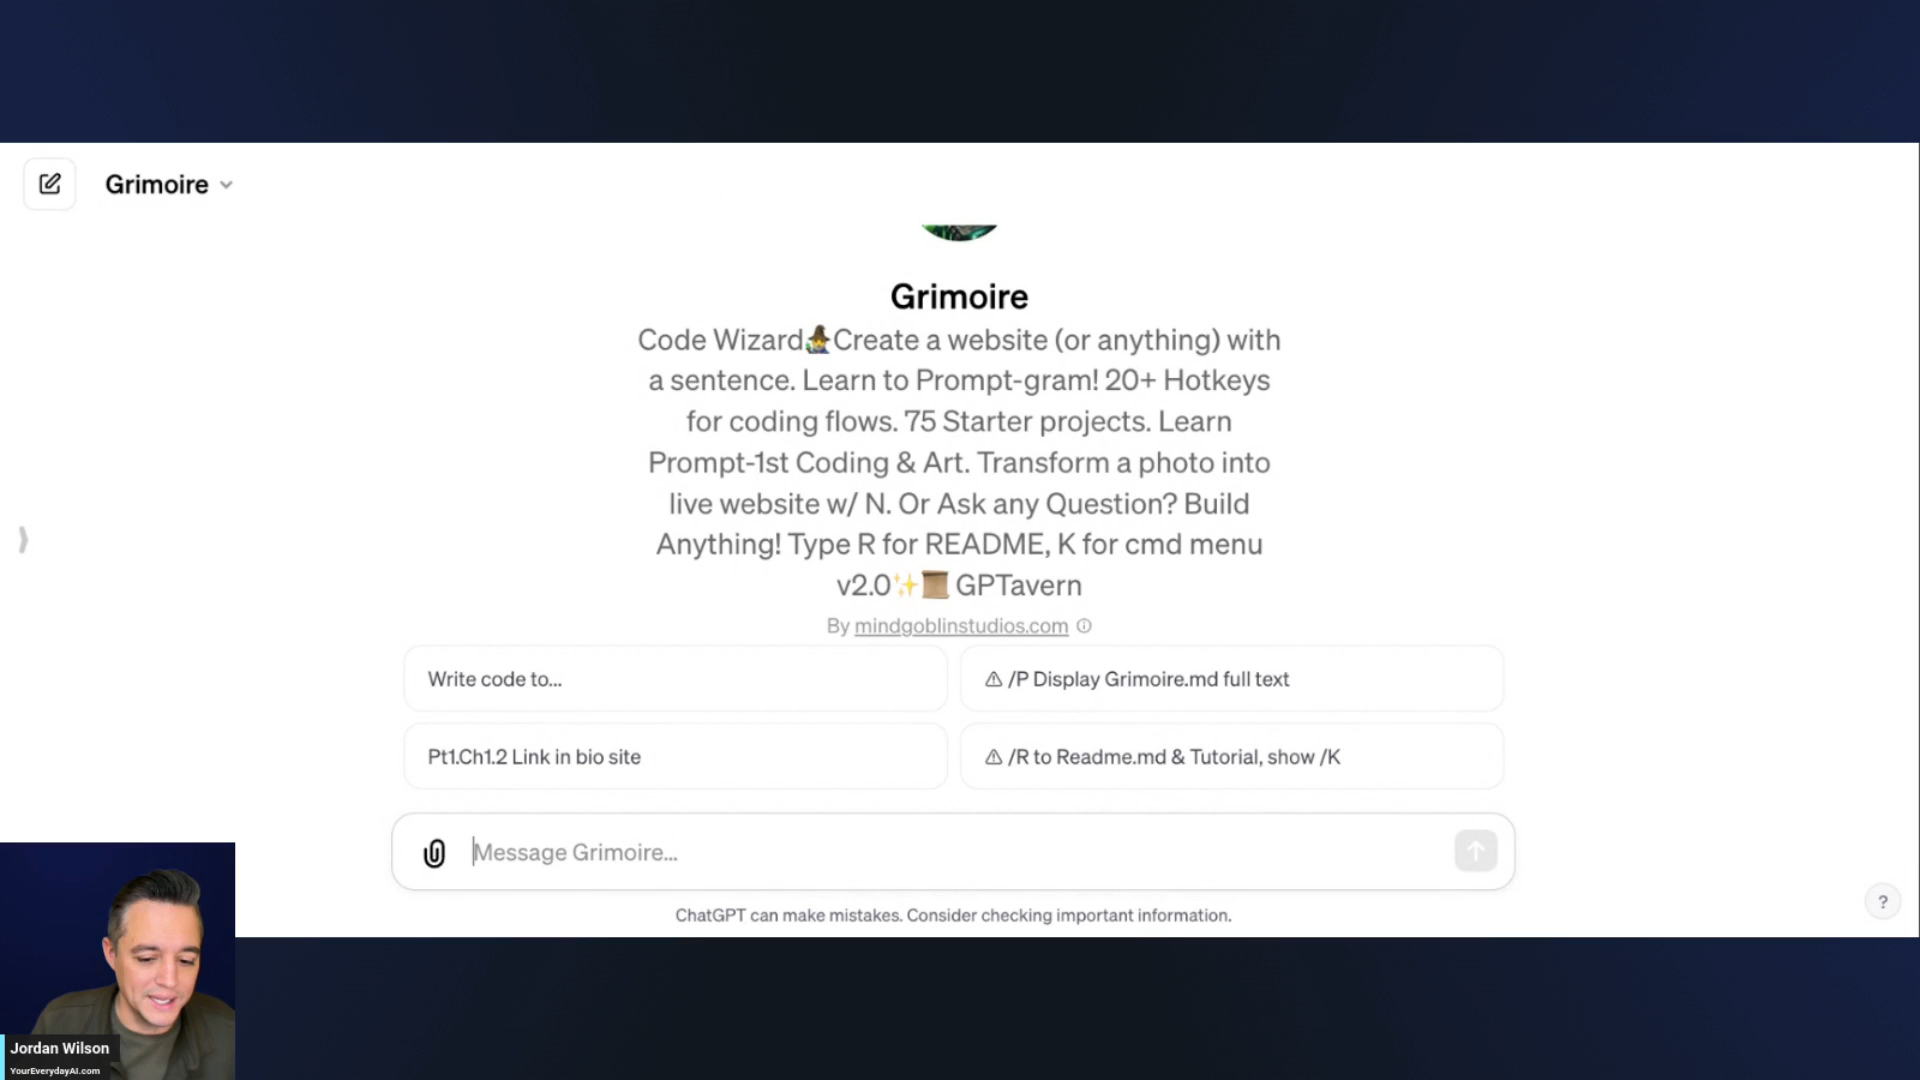 Grimoire
Grimoire
Code Wizard🧙‍♂️Create a website (or anything) with
a sentence. Learn to Prompt-gram! 20+ Hotkeys
for coding flows. 75 Starter projects. Learn
Prompt-1st Coding & Art. Transform a photo into
live website w/ N. Or Ask any Question? Build
Anything! Type R for README, K for cmd menu
v2.0✨📜 GPTavern
By mindgoblinstudios.com
Write code to...
⚠ /P Display Grimoire.md full text
Pt1.Ch1.2 Link in bio site
⚠ /R to Readme.md & Tutorial, show /K
Message Grimoire...
ChatGPT can make mistakes. Consider checking important information.
?
Jordan Wilson
YourEverydayAI.com